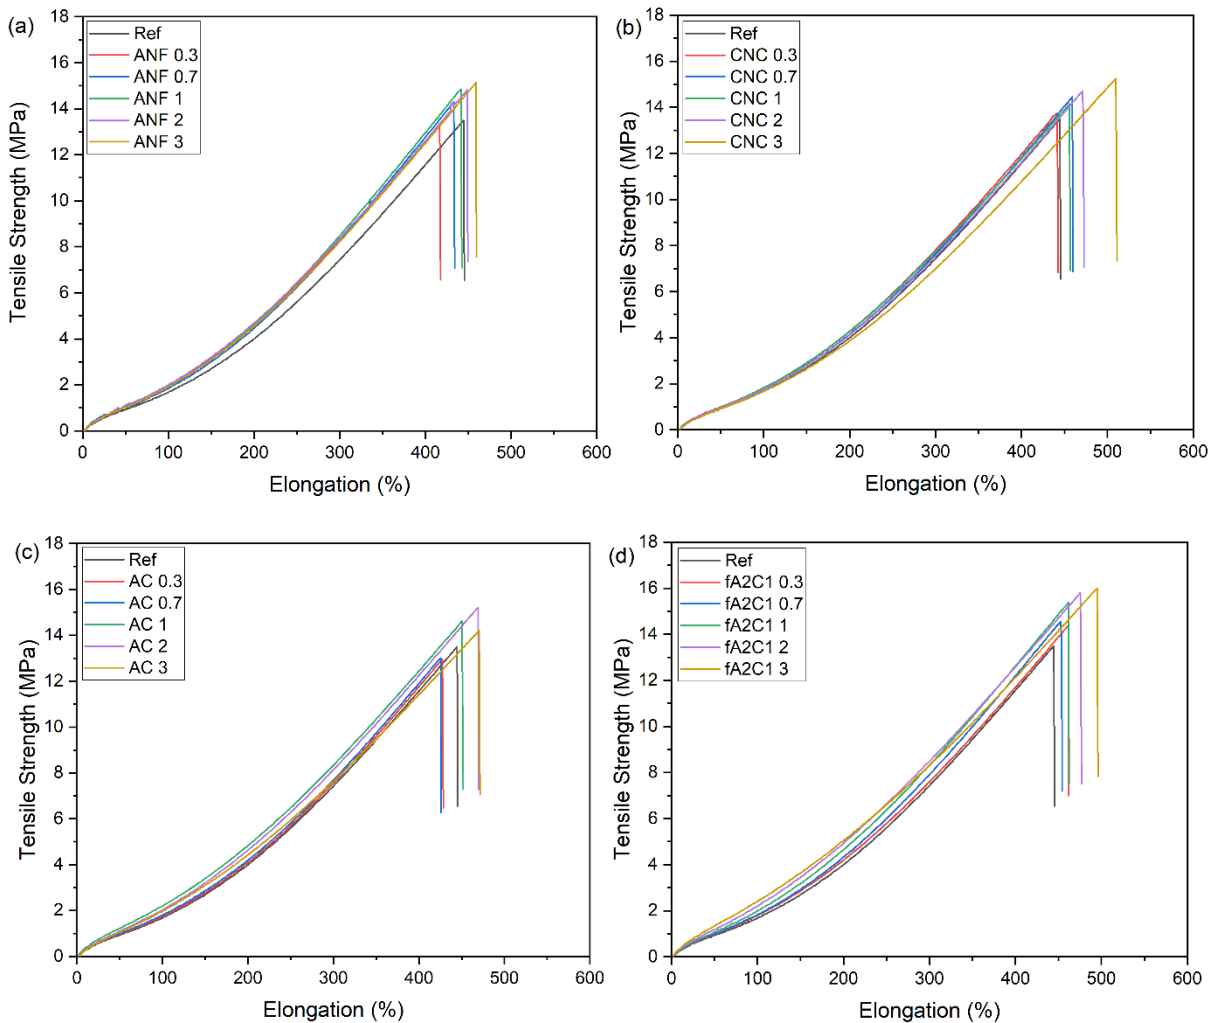 (a)
Ref
ANF 0.3
ANF 0.7
ANF 1
ANF 2
ANF 3
18
16
14
12
10
8
6
4
2
0
Tensile Strength (MPa)
0 100 200 300 400 500 600
Elongation (%)
(b)
Ref
CNC 0.3
CNC 0.7
CNC 1
CNC 2
CNC 3
18
16
14
12
10
8
6
4
2
0
Tensile Strength (MPa)
0 100 200 300 400 500 600
Elongation (%)
(c)
Ref
AC 0.3
AC 0.7
AC 1
AC 2
AC 3
18
16
14
12
10
8
6
4
2
0
Tensile Strength (MPa)
0 100 200 300 400 500 600
Elongation (%)
(d)
Ref
fA2C1 0.3
fA2C1 0.7
fA2C1 1
fA2C1 2
fA2C1 3
18
16
14
12
10
8
6
4
2
0
Tensile Strength (MPa)
0 100 200 300 400 500 600
Elongation (%)